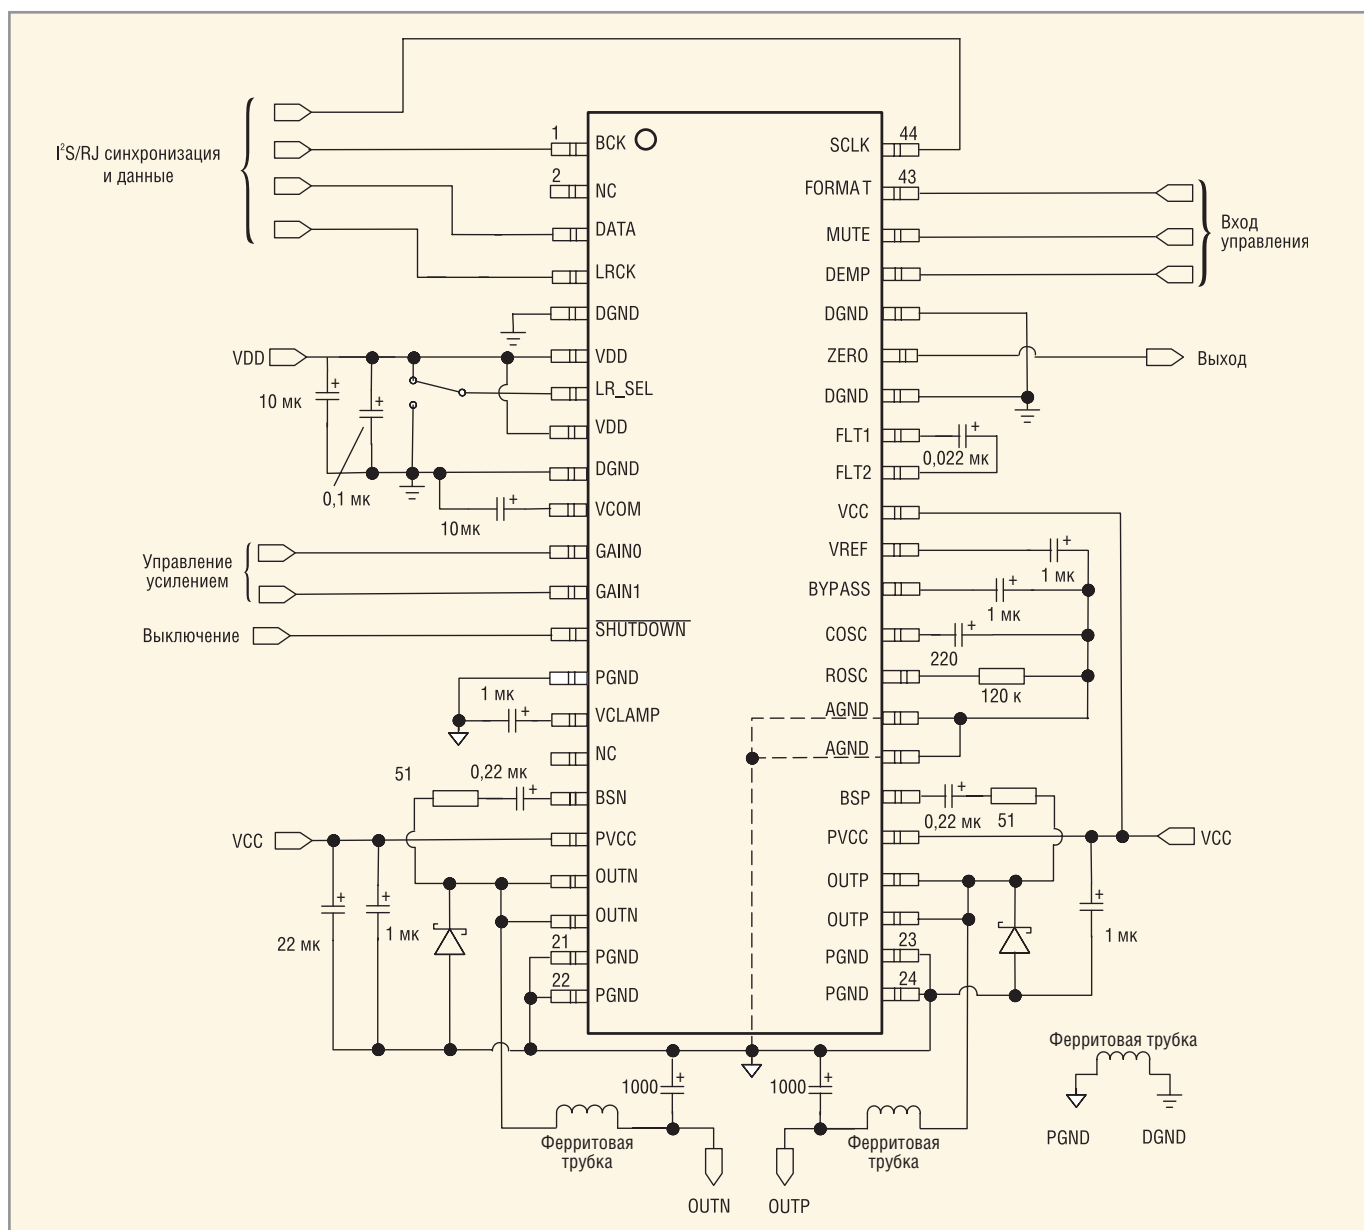 I²S/RJ синхронизация
и данные
1
BCK
2
NC
DATA
LRCK
DGND
VDD
VDD
LR_SEL
VDD
10 мк
+
+
0,1 мк
DGND
VCOM
10 мк
+
Управление
усилением
GAIN0
GAIN1
Выключение
SHUTDOWN
PGND
1 мк
+
VCLAMP
NC
51
0,22 мк
+
BSN
VCC
PVCC
OUTN
OUTN
+
22 мк
+
1 мк
21
PGND
22
PGND
44
SCLK
43
FORMAT
MUTE
DEMP
Вход
управления
DGND
ZERO
Выход
DGND
FLT1
+
0,022 мк
FLT2
VCC
VREF
+
1 мк
BYPASS
+
1 мк
COSC
+
220
ROSC
120 к
AGND
AGND
BSP
+
0,22 мк
51
PVCC
VCC
OUTP
OUTP
+
1 мк
23
PGND
24
PGND
1000
+
1000
+
Ферритовая
трубка
Ферритовая
трубка
OUTN
OUTP
Ферритовая трубка
PGND
DGND